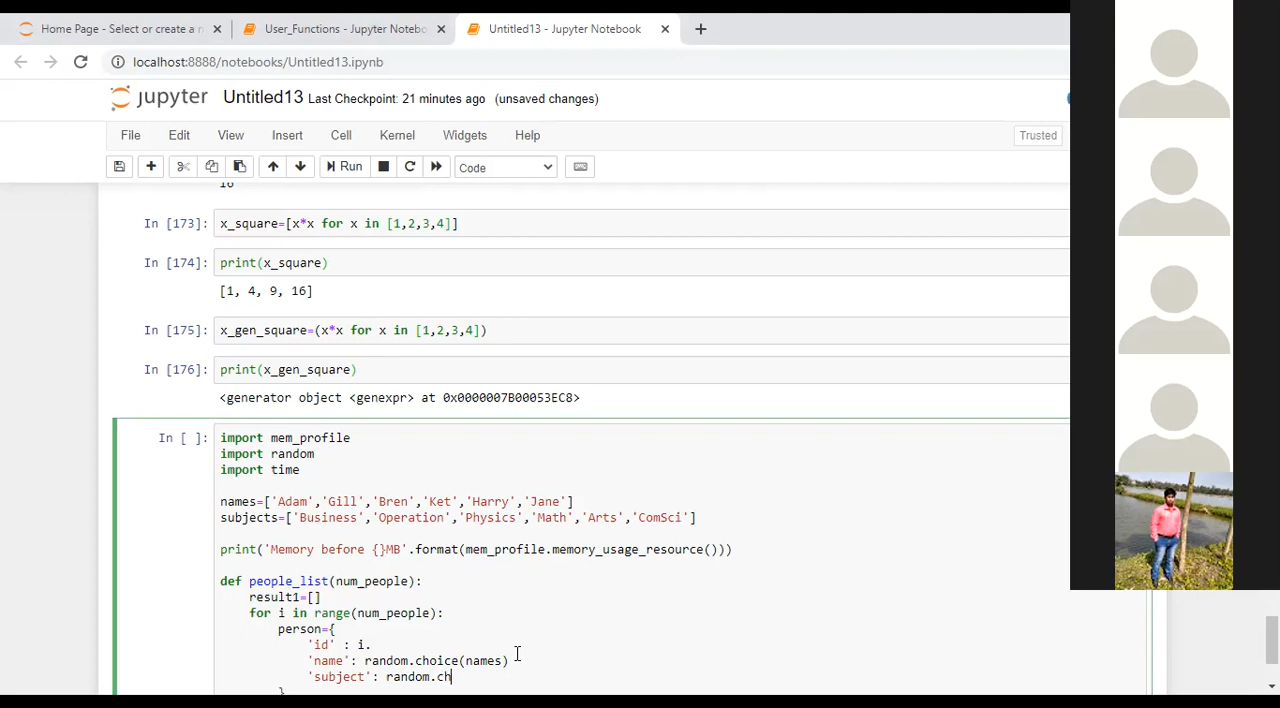 Home Page - Select or create a n
User_Functions - Jupyter Notebo
Untitled13 - Jupyter Notebook
localhost:8888/notebooks/Untitled13.ipynb
jupyter Untitled13 Last Checkpoint: 21 minutes ago (unsaved changes)
File Edit View Insert Cell Kernel Widgets Help
Trusted
Run
Code
16
In [173]: x_square=[x*x for x in [1,2,3,4]]
In [174]: print(x_square)
[1, 4, 9, 16]
In [175]: x_gen_square=(x*x for x in [1,2,3,4])
In [176]: print(x_gen_square)
<generator object <genexpr> at 0x0000007B00053EC8>
In [ ]: import mem_profile
import random
import time
names=['Adam','Gill','Bren','Ket','Harry','Jane']
subjects=['Business','Operation','Physics','Math','Arts','ComSci']
print('Memory before {}MB'.format(mem_profile.memory_usage_resource()))
def people_list(num_people):
result1=[]
for i in range(num_people):
person={
'id' : i.
'name': random.choice(names)
'subject': random.ch
}